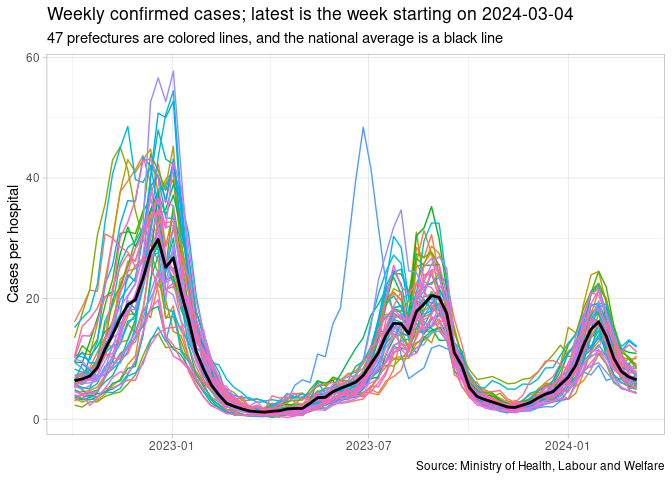 Weekly confirmed cases; latest is the week starting on 2024-03-04
47 prefectures are colored lines, and the national average is a black line
60
40
20
0
Cases per hospital
2023-01
2023-07
2024-01
Source: Ministry of Health, Labour and Welfare